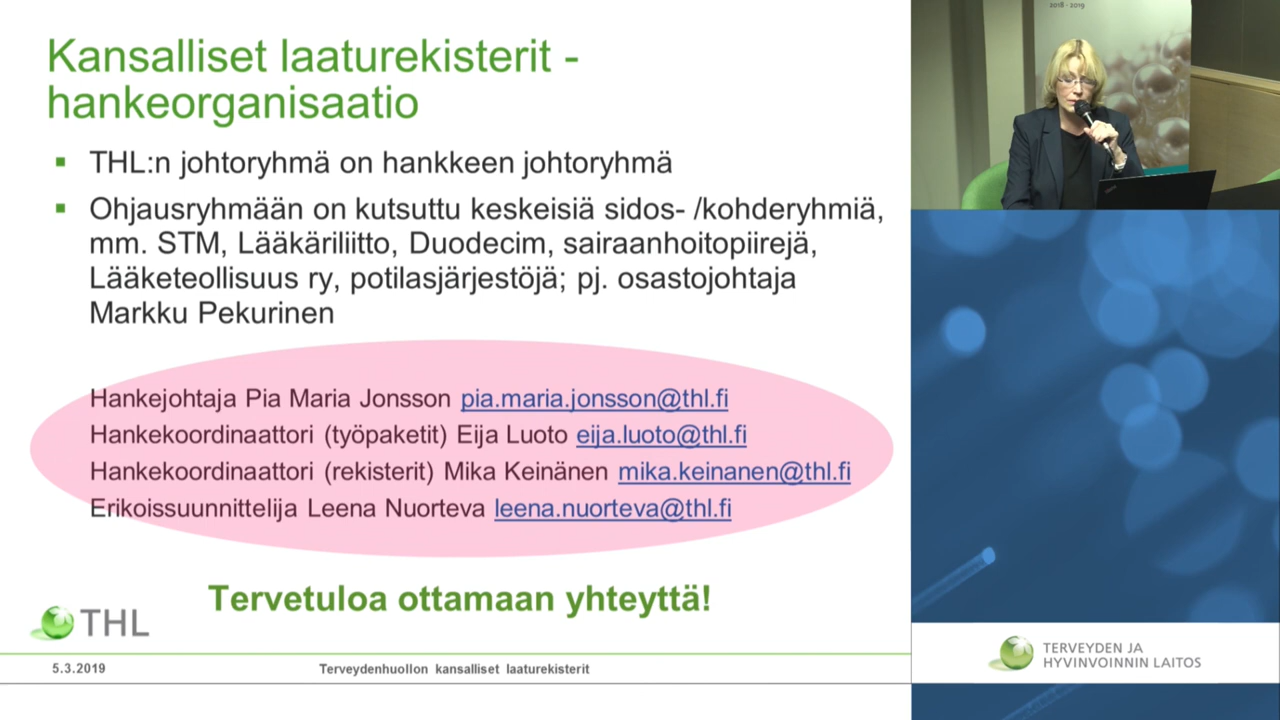 Kansalliset laaturekisterit -
hankeorganisaatio
THL:n johtoryhmä on hankkeen johtoryhmä
Ohjausryhmään on kutsuttu keskeisiä sidos- /kohderyhmiä,
mm. STM, Lääkäriliitto, Duodecim, sairaanhoitopiirejä,
Lääketeollisuus ry, potilasjärjestöjä; pj. osastojohtaja
Markku Pekurinen
Hankejohtaja Pia Maria Jonsson pia.maria.jonsson@thl.fi
Hankekoordinaattori (työpaketit) Eija Luoto eija.luoto@thl.fi
Hankekoordinaattori (rekisterit) Mika Keinänen mika.keinanen@thl.fi
Erikoissuunnittelija Leena Nuorteva leena.nuorteva@thl.fi
Tervetuloa ottamaan yhteyttä!
THL
5.3.2019
Terveydenhuollon kansalliset laaturekisterit
2018 - 2019
TERVEYDEN JA
HYVINVOINNIN LAITOS